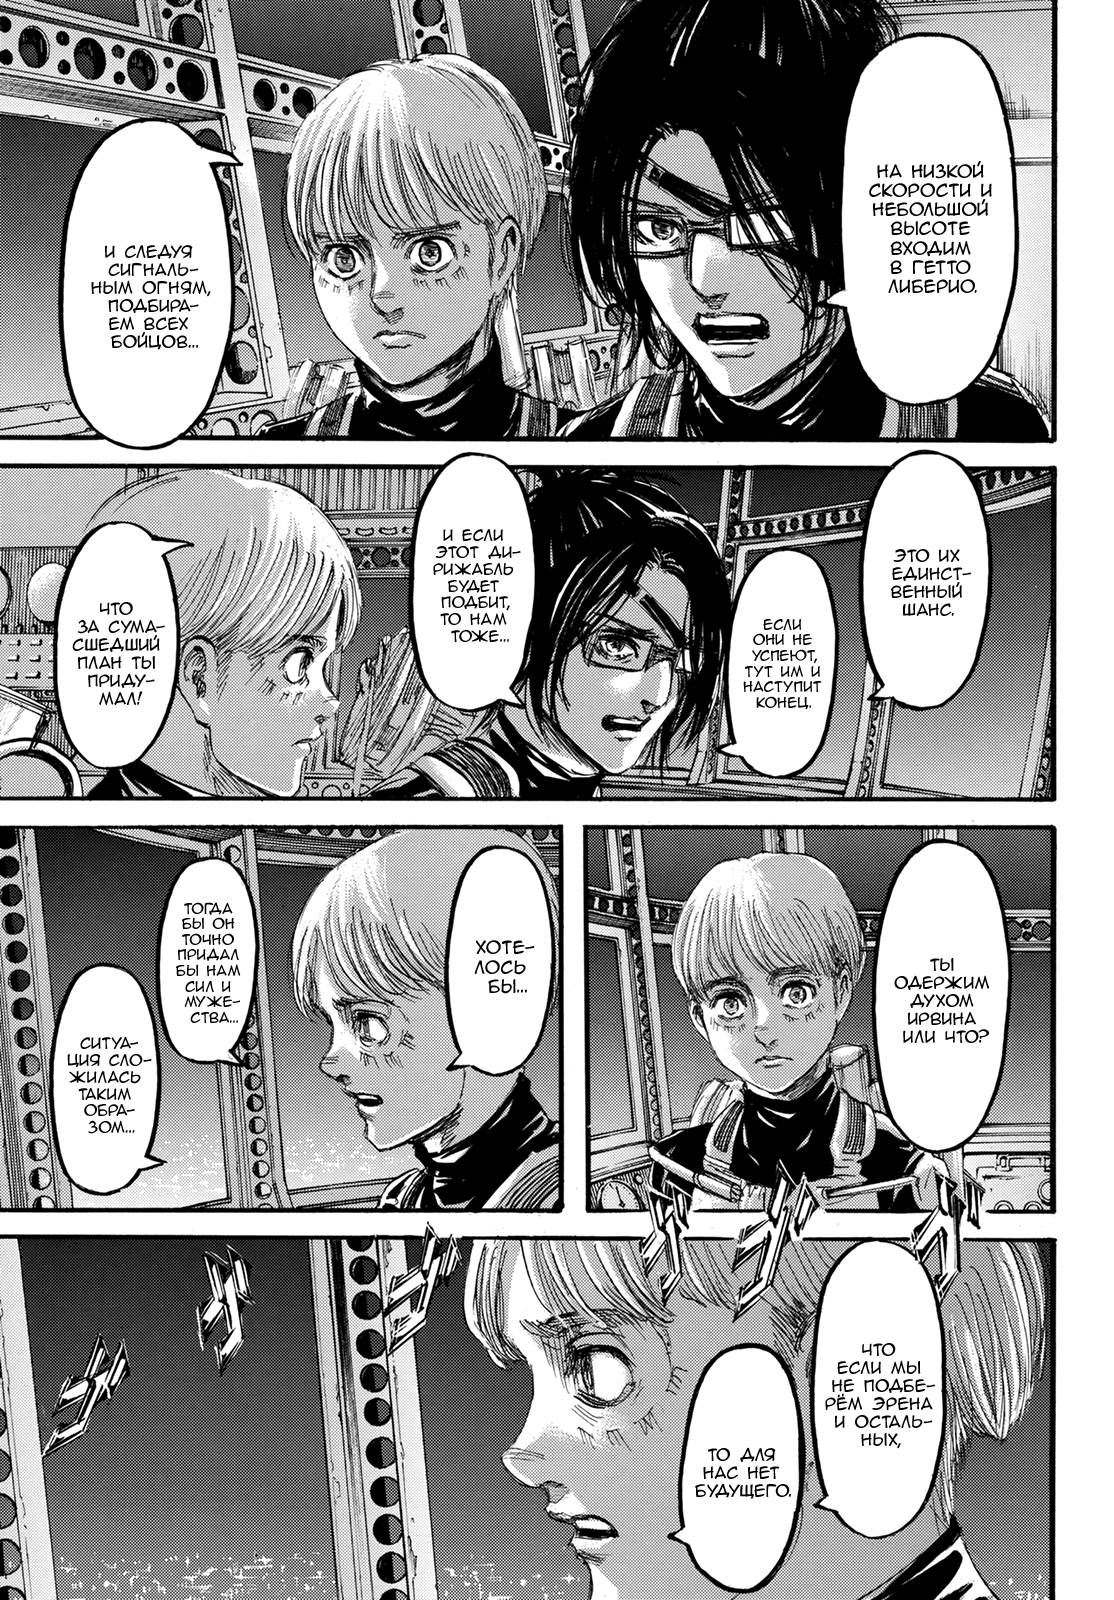 НА НИЗКОЙ
СКОРОСТИ И
НЕБОЛЬШОЙ
ВЫСОТЕ
ВХОДИМ
В ГЕТТО
ЛИБЕРИО.
И СЛЕДУЯ
СИГНАЛЬ-
НЫМ ОГНЯМ,
ПОДБИРА-
ЕМ ВСЕХ
БОЙЦОВ...
ЭТО ИХ
ЕДИНСТ-
ВЕННЫЙ
ШАНС.
ЕСЛИ
ОНИ НЕ
УСПЕЮТ,
ТУТ ИМ И
НАСТУПИТ
КОНЕЦ.
И ЕСЛИ
ЭТОТ ДИ-
РИЖАБЛЬ
БУДЕТ
ПОДБИТ,
ТО НАМ
ТОЖЕ...
ЧТО
ЗА СУМА-
СШЕДШИЙ
ПЛАН ТЫ
ПРИДУ-
МАЛ!
ТЫ
ОДЕРЖИМ
ДУХОМ
ИРВИНА
ИЛИ ЧТО?
ХОТЕ-
ЛОСЬ
БЫ...
ТОГДА
БЫ ОН
ТОЧНО
ПРИДАЛ
БЫ НАМ
СИЛ И
МУЖЕ-
СТВА...
СИТУА-
ЦИЯ СЛО-
ЖИЛАСЬ
ТАКИМ
ОБРА-
ЗОМ...
ЧТО
ЕСЛИ МЫ
НЕ ПОДБЕ-
РЁМ ЭРЕНА
И ОСТАЛЬ-
НЫХ,
ТО ДЛЯ
НАС НЕТ
БУДУЩЕГО.